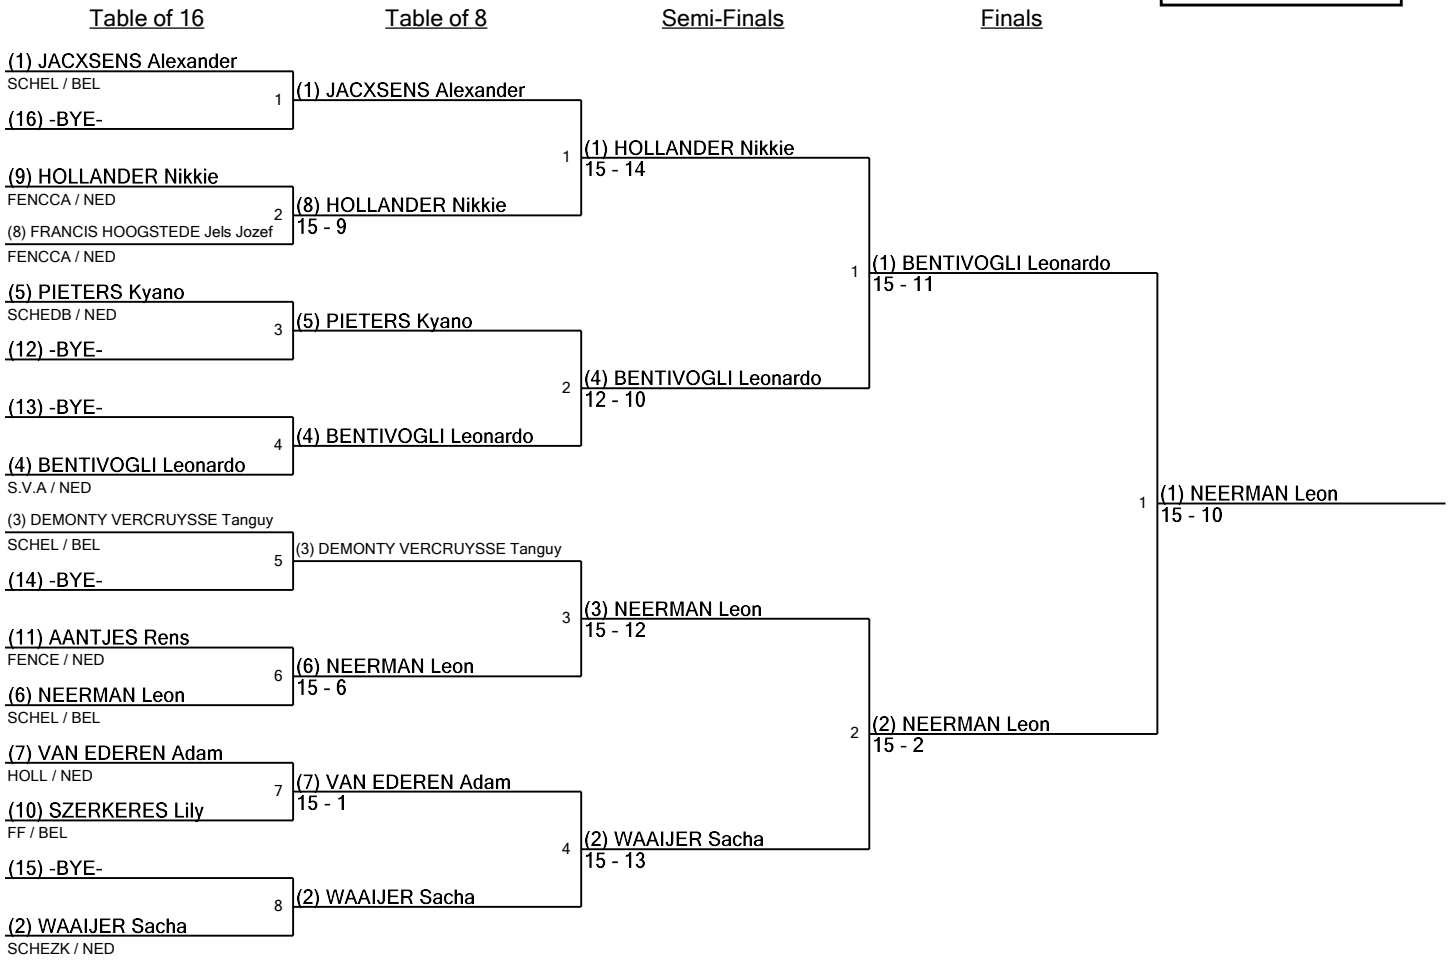 Table of 16
Table of 8
Semi-Finals
Finals
(1) JACXSENS Alexander
SCHEL / BEL
(16) -BYE-
(9) HOLLANDER Nikkie
FENCCA / NED
(8) FRANCIS HOOGSTEDE Jels Jozef
FENCCA / NED
(5) PIETERS Kyano
SCHEDB / NED
(12) -BYE-
(13) -BYE-
(4) BENTIVOGLI Leonardo
S.V.A / NED
(3) DEMONTY VERCRUYSSE Tanguy
SCHEL / BEL
(14) -BYE-
(11) AANTJES Rens
FENCE / NED
(6) NEERMAN Leon
SCHEL / BEL
(7) VAN EDEREN Adam
HOLL / NED
(10) SZERKERES Lily
FF / BEL
(15) -BYE-
(2) WAAIJER Sacha
SCHEZK / NED
1
(1) JACXSENS Alexander
2
(8) HOLLANDER Nikkie
15 - 9
3
(5) PIETERS Kyano
4
(4) BENTIVOGLI Leonardo
5
(3) DEMONTY VERCRUYSSE Tanguy
6
(6) NEERMAN Leon
15 - 6
7
(7) VAN EDEREN Adam
15 - 1
8
(2) WAAIJER Sacha
1
(1) HOLLANDER Nikkie
15 - 14
2
(4) BENTIVOGLI Leonardo
12 - 10
3
(3) NEERMAN Leon
15 - 12
4
(2) WAAIJER Sacha
15 - 13
1
(1) BENTIVOGLI Leonardo
15 - 11
2
(2) NEERMAN Leon
15 - 2
1
(1) NEERMAN Leon
15 - 10